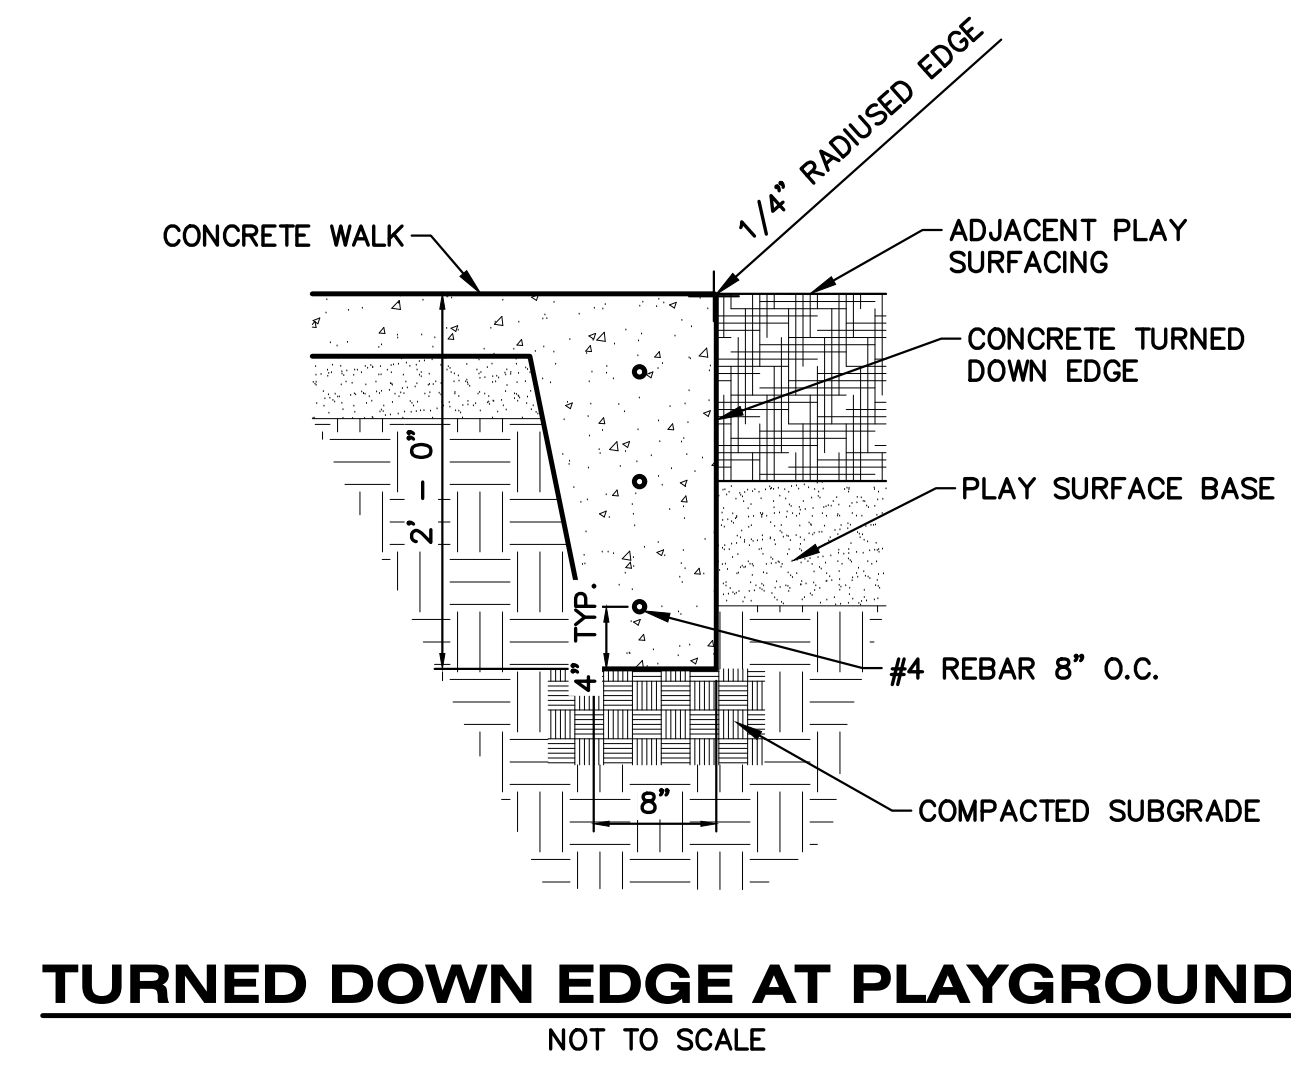 1/4" RADIUSED EDGE
CONCRETE WALK
ADJACENT PLAY
SURFACING
CONCRETE TURNED
DOWN EDGE
2' - 0"
PLAY SURFACE BASE
4" TYP.
#4 REBAR 8" O.C.
8"
COMPACTED SUBGRADE
TURNED DOWN EDGE AT PLAYGROUND
NOT TO SCALE